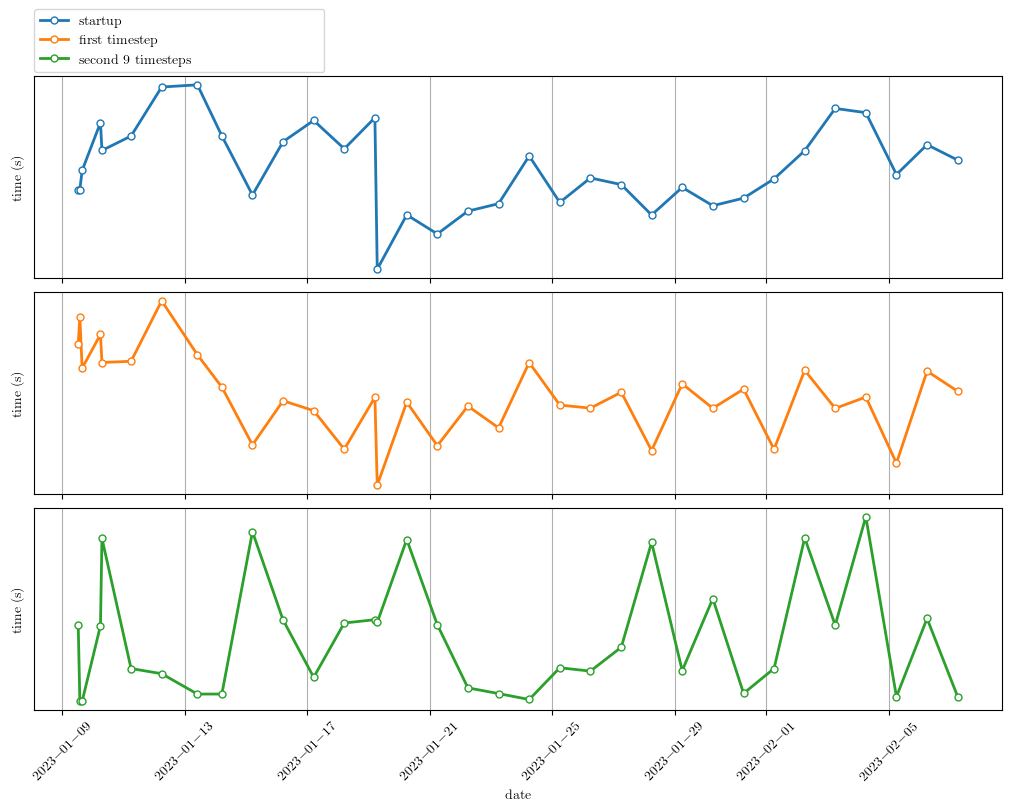 startup
first timestep
second 9 timesteps
time (s)
time (s)
time (s)
2023−01−09
2023−01−13
2023−01−17
2023−01−21
2023−01−25
2023−01−29
2023−02−01
2023−02−05
date